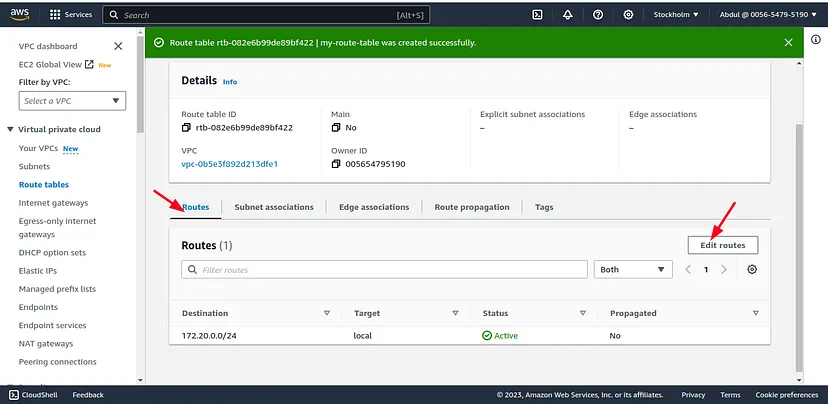 aws
Services
Search
[Alt+S]
Stockholm
Abdul @ 0056-5479-5190
VPC dashboard
EC2 Global View New
Filter by VPC:
Select a VPC
Virtual private cloud
Your VPCs New
Subnets
Route tables
Internet gateways
Egress-only internet
gateways
DHCP option sets
Elastic IPs
Managed prefix lists
Endpoints
Endpoint services
NAT gateways
Peering connections
Route table rtb-082e6b99de89bf422 | my-route-table was created successfully.
Details Info
Route table ID
rtb-082e6b99de89bf422
Main
No
Explicit subnet associations
–
Edge associations
–
VPC
vpc-0b5e3f892d213dfe1
Owner ID
005654795190
Routes
Subnet associations
Edge associations
Route propagation
Tags
Routes (1)
Edit routes
Filter routes
Both
1
Destination Target Status Propagated
172.20.0.0/24 local Active No
CloudShell
Feedback
© 2023, Amazon Web Services, Inc. or its affiliates.
Privacy
Terms
Cookie preferences